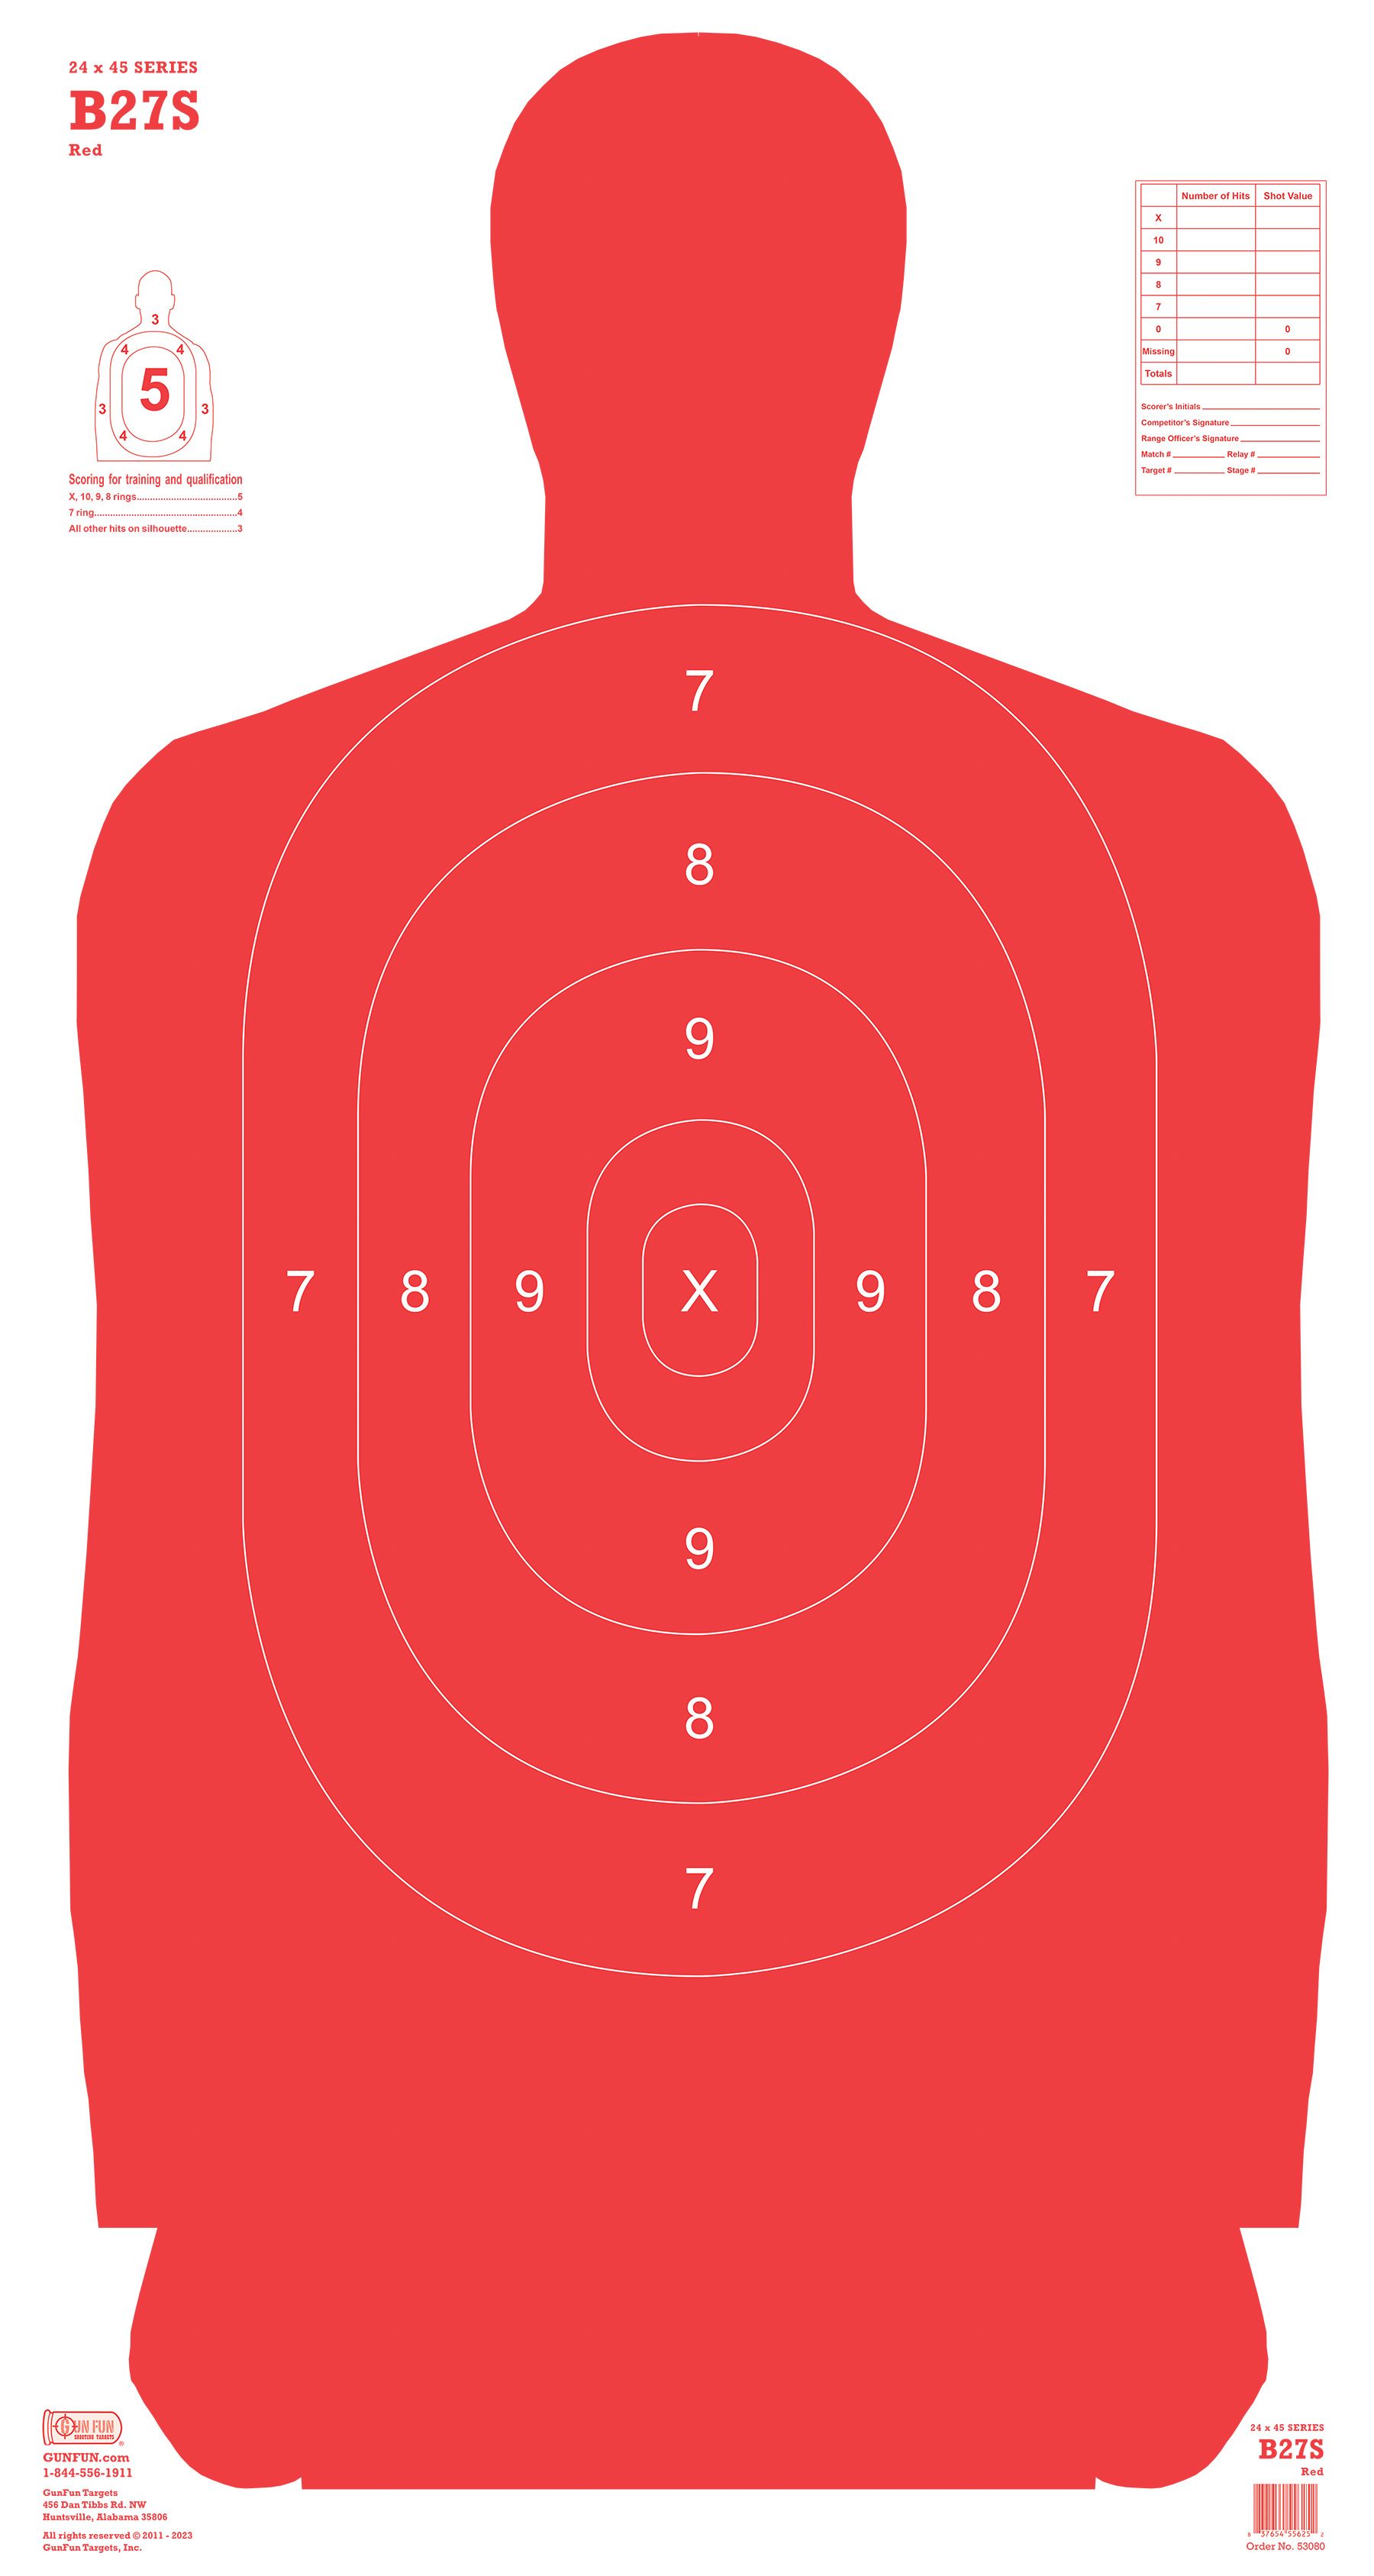 24 x 45 SERIES
B27S
Red
Number of Hits Shot Value
X
10
9
8
7
0 0
Missing 0
Totals
Scorer's Initials
Competitor's Signature
Range Officer's Signature
Match # Relay #
Target # Stage #
3
4 4
5
3 3
4 4
Scoring for training and qualification
X, 10, 9, 8 rings....................................5
7 ring...................................................4
All other hits on silhouette..................3
7
8
9
7 8 9 X 9 8 7
9
8
7
GUN FUN
SHOOTING TARGETS
®
GUNFUN.com
1-844-556-1911
GunFun Targets
456 Dan Tibbs Rd. NW
Huntsville, Alabama 35806
All rights reserved © 2011 - 2023
GunFun Targets, Inc.
24 x 45 SERIES
B27S
Red
37654 55625 2
Order No. 53080